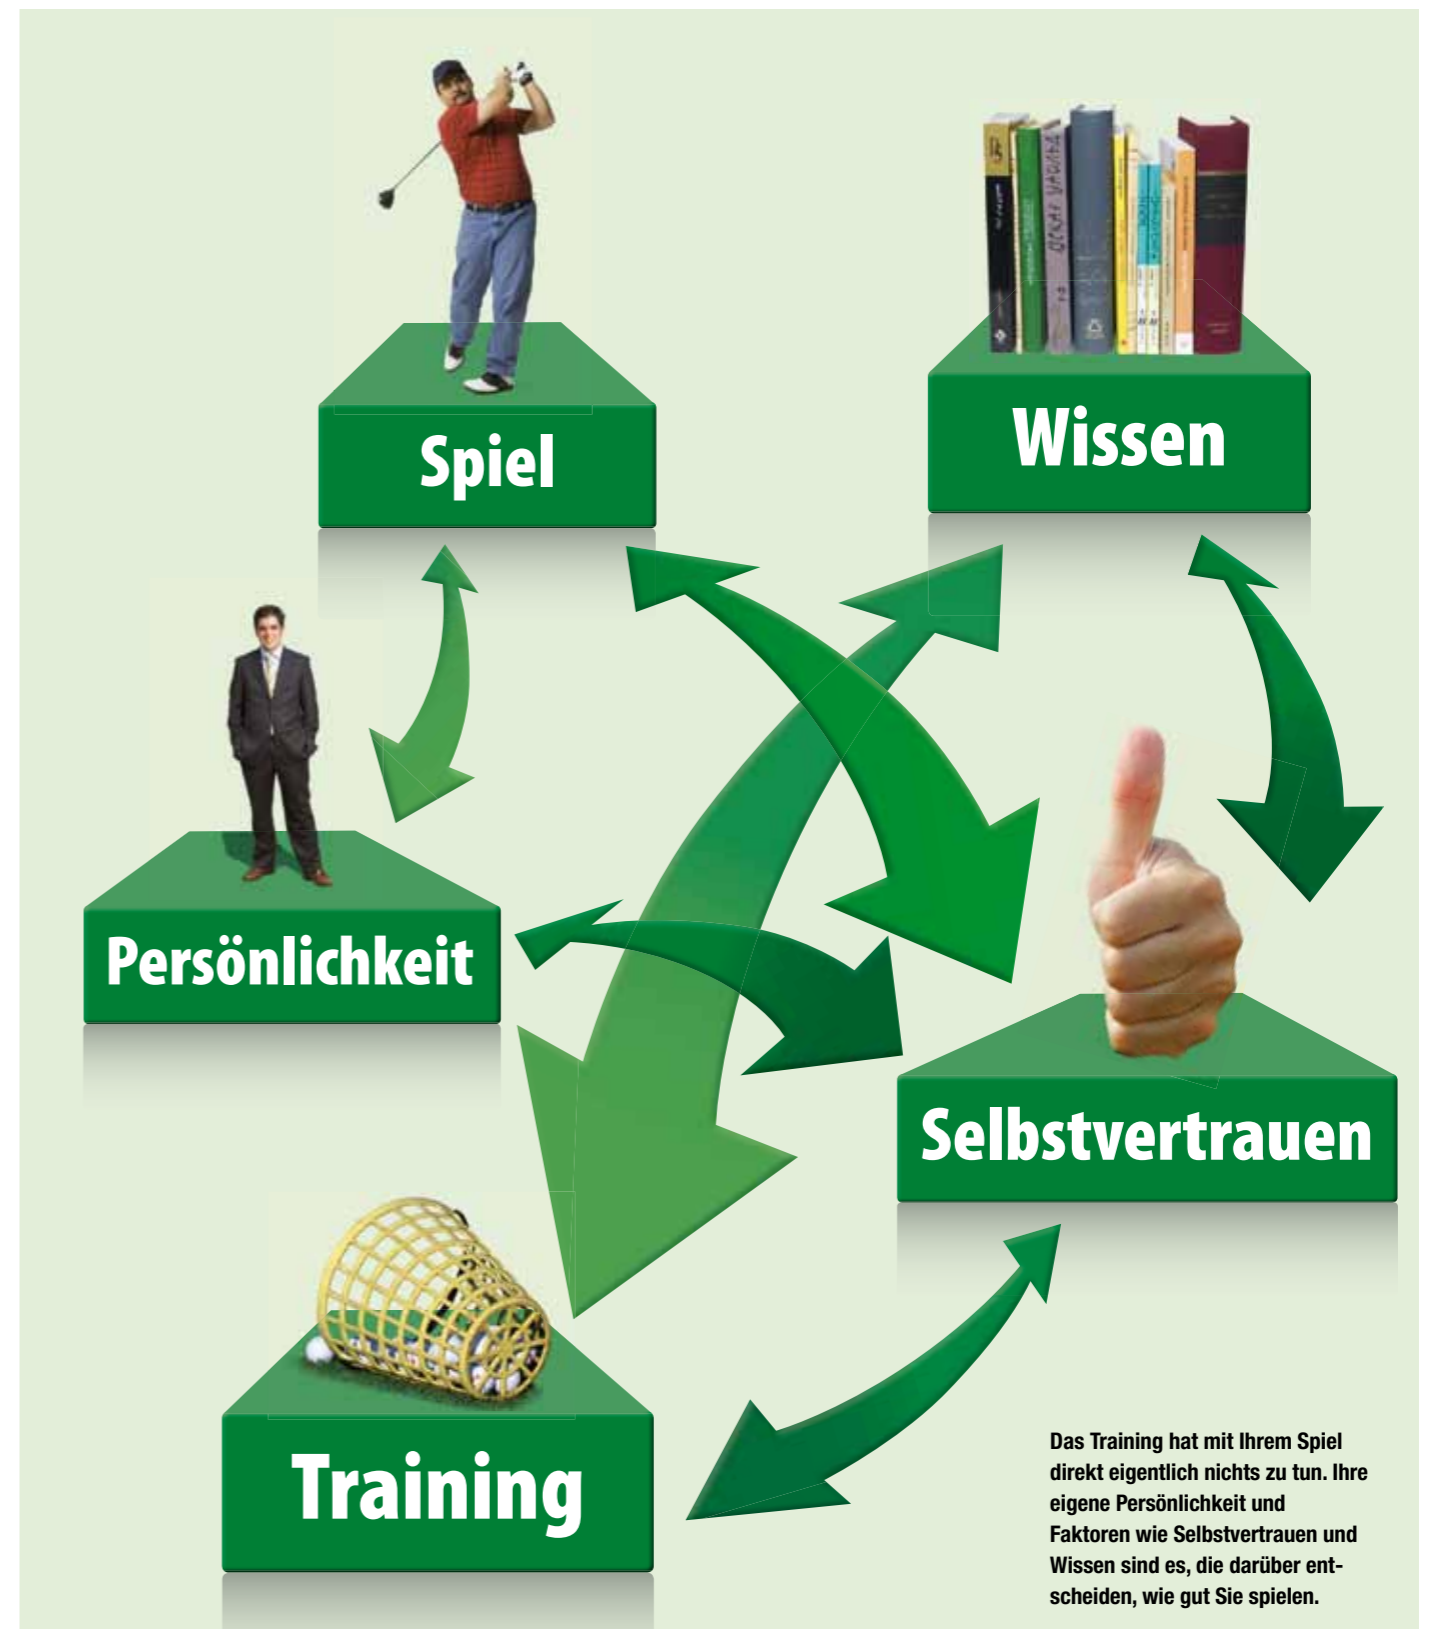 Spiel
Wissen
Persönlichkeit
Selbstvertrauen
Training
Das Training hat mit Ihrem Spiel
direkt eigentlich nichts zu tun. Ihre
eigene Persönlichkeit und
Faktoren wie Selbstvertrauen und
Wissen sind es, die darüber ent-
scheiden, wie gut Sie spielen.